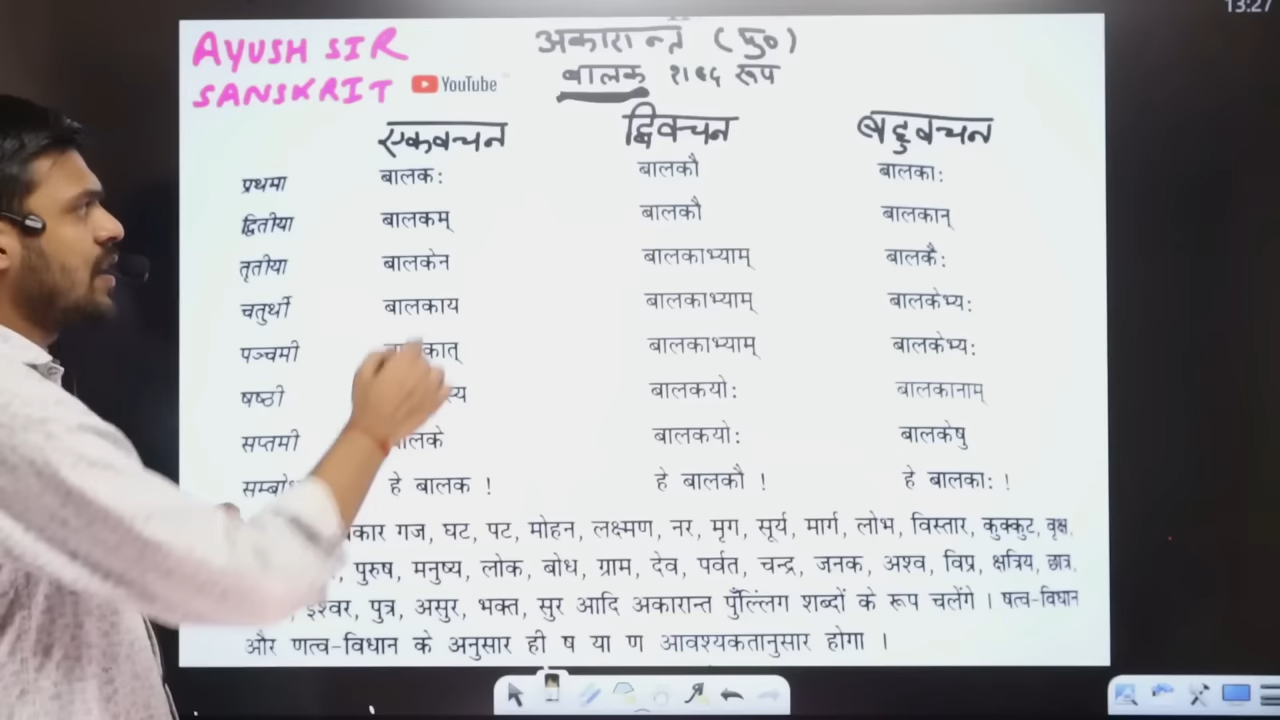 13:27
AYUSH SIR
SANSKRIT YouTube
अकारान्त (पु०)
बालक शब्द रूप
एकवचन द्विवचन बहुवचन
प्रथमा बालकः बालकौ बालकाः
द्वितीया बालकम् बालकौ बालकान्
तृतीया बालकेन बालकाभ्याम् बालकैः
चतुर्थी बालकाय बालकाभ्याम् बालकेभ्यः
पञ्चमी बालकाभ्याम् बालकेभ्यः
षष्ठी बालकयोः बालकानाम्
सप्तमी बालकयोः बालकेषु
हे बालक ! हे बालकौ ! हे बालकाः !
गज, घट, पट, मोहन, लक्ष्मण, नर, मृग, सूर्य, मार्ग, लोभ, विस्तार, कुक्कुट, वृक्ष,
पुरुष, मनुष्य, लोक, बोध, ग्राम, देव, पर्वत, चन्द्र, जनक, अश्व, विप्र, क्षत्रिय, छात्र,
ईश्वर, पुत्र, असुर, भक्त, सुर आदि अकारान्त पुँल्लिंग शब्दों के रूप चलेंगे । षत्व-विधान
और णत्व-विधान के अनुसार ही ष या ण आवश्यकतानुसार होगा ।